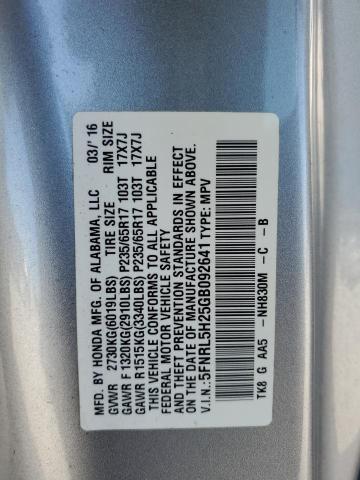 MFD. BY HONDA MFG. OF ALABAMA, LLC 03/'16
GVWR 2730KG(6019LBS) TIRE SIZE RIM SIZE
GAWR F 1320KG(2910LBS) P235/65R17 103T 17X7J
GAWR R1515KG(3340LBS) P235/65R17 103T 17X7J
THIS VEHICLE CONFORMS TO ALL APPLICABLE
FEDERAL MOTOR VEHICLE SAFETY
AND THEFT PREVENTION STANDARDS IN EFFECT
ON THE DATE OF MANUFACTURE SHOWN ABOVE.
V.I.N.: 5FNRL5H25GB092641 TYPE: MPV
TK8 G AA5 -NH830M - C - B